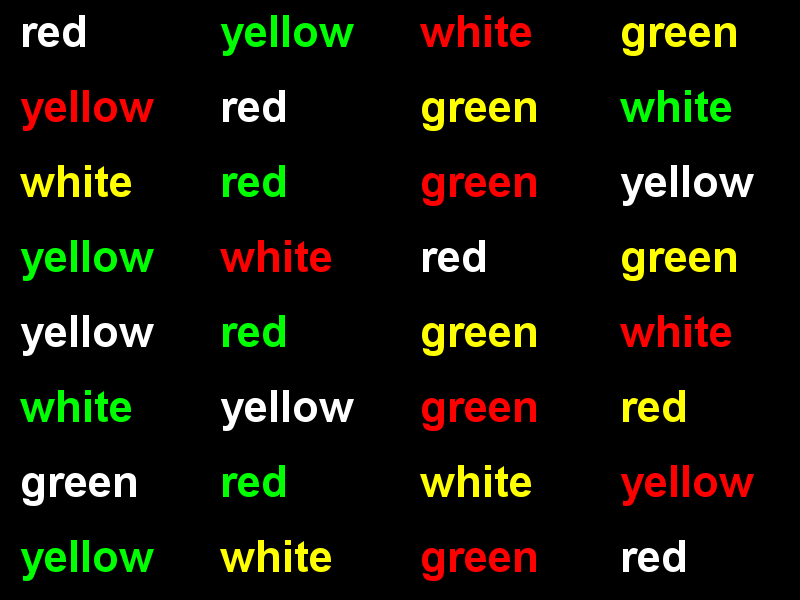 red yellow white green
yellow red green white
white red green yellow
yellow white red green
yellow red green white
white yellow green red
green red white yellow
yellow white green red